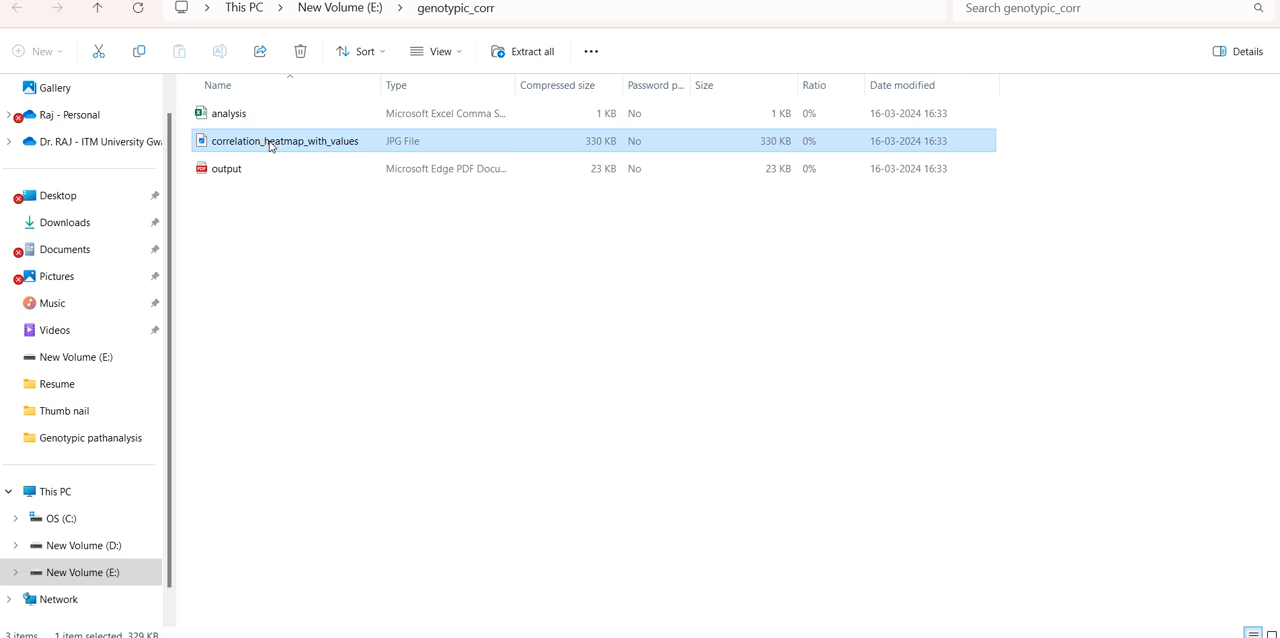 This PC > New Volume (E:) > genotypic_corr
Search genotypic_corr
New
Sort
View
Extract all
Details
Name Type Compressed size Password p... Size Ratio Date modified
analysis Microsoft Excel Comma S... 1 KB No 1 KB 0% 16-03-2024 16:33
correlation_heatmap_with_values JPG File 330 KB No 330 KB 0% 16-03-2024 16:33
output Microsoft Edge PDF Docu... 23 KB No 23 KB 0% 16-03-2024 16:33
Gallery
Raj - Personal
Dr. RAJ - ITM University Gw
Desktop
Downloads
Documents
Pictures
Music
Videos
New Volume (E:)
Resume
Thumb nail
Genotypic pathanalysis
This PC
OS (C:)
New Volume (D:)
New Volume (E:)
Network
3 items 1 item selected 329 KB